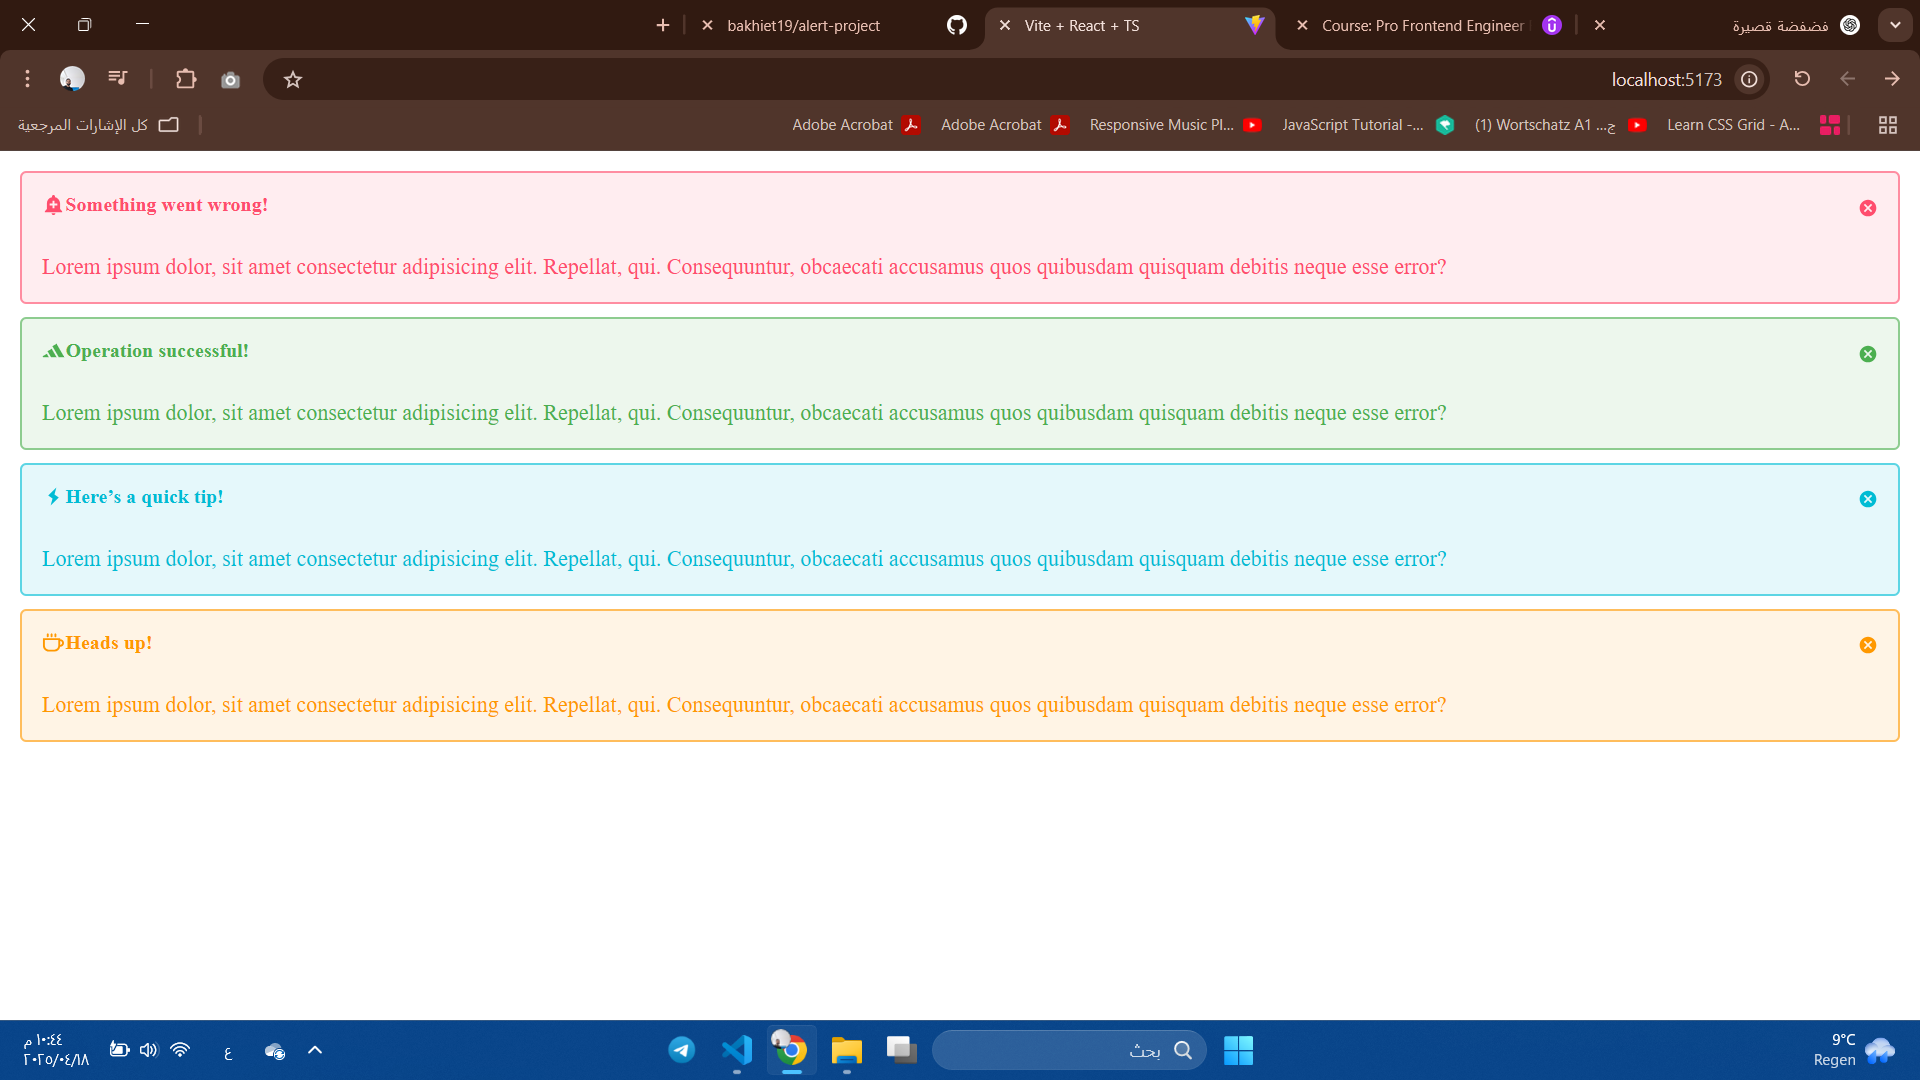 bakhiet19/alert-project
Vite + React + TS
Course: Pro Frontend Engineer
فضفضة قصيرة
localhost:5173
كل الإشارات المرجعية
Adobe Acrobat
Adobe Acrobat
Responsive Music Pl...
JavaScript Tutorial -...
(1) Wortschatz A1 ...ح
Learn CSS Grid - A...
Something went wrong!
Lorem ipsum dolor, sit amet consectetur adipisicing elit. Repellat, qui. Consequuntur, obcaecati accusamus quos quibusdam quisquam debitis neque esse error?
Operation successful!
Lorem ipsum dolor, sit amet consectetur adipisicing elit. Repellat, qui. Consequuntur, obcaecati accusamus quos quibusdam quisquam debitis neque esse error?
Here’s a quick tip!
Lorem ipsum dolor, sit amet consectetur adipisicing elit. Repellat, qui. Consequuntur, obcaecati accusamus quos quibusdam quisquam debitis neque esse error?
Heads up!
Lorem ipsum dolor, sit amet consectetur adipisicing elit. Repellat, qui. Consequuntur, obcaecati accusamus quos quibusdam quisquam debitis neque esse error?
١٠:٤٤ م
٢٠٢٥/٠٤/١٨
ع
بحث
9°C
Regen